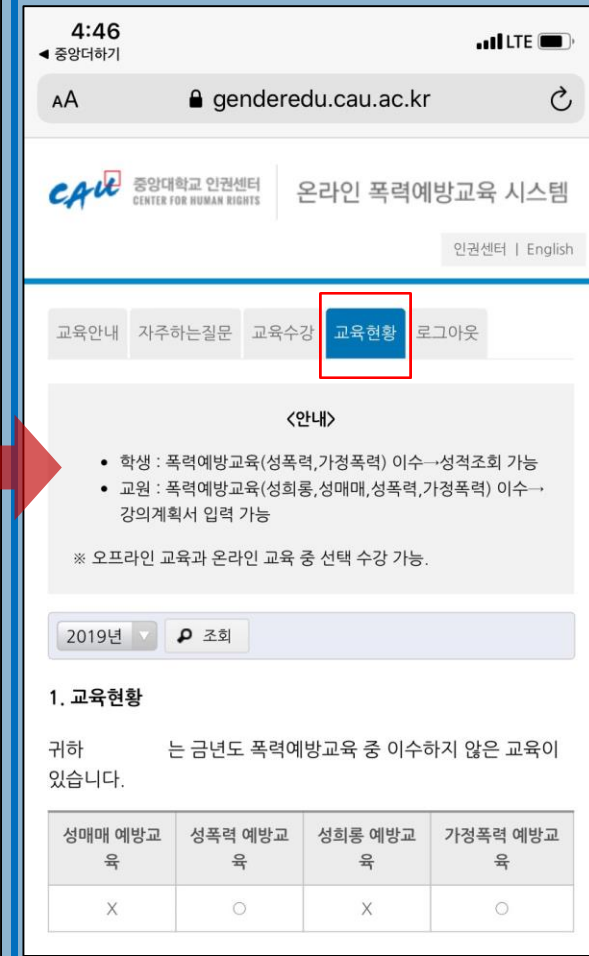 4:46
LTE
◀ 중앙더하기
AA genderedu.cau.ac.kr
CAU 중앙대학교 인권센터 온라인 폭력예방교육 시스템
CENTER FOR HUMAN RIGHTS
인권센터 | English
교육안내 자주하는질문 교육수강 교육현황 로그아웃
<안내>
• 학생 : 폭력예방교육(성폭력,가정폭력) 이수→성적조회 가능
• 교원 : 폭력예방교육(성희롱,성매매,성폭력,가정폭력) 이수→
강의계획서 입력 가능
※ 오프라인 교육과 온라인 교육 중 선택 수강 가능.
2019년 조회
1. 교육현황
귀하 는 금년도 폭력예방교육 중 이수하지 않은 교육이
있습니다.
성매매 예방교 성폭력 예방교 성희롱 예방교 가정폭력 예방교
육 육 육 육
X ○ X ○